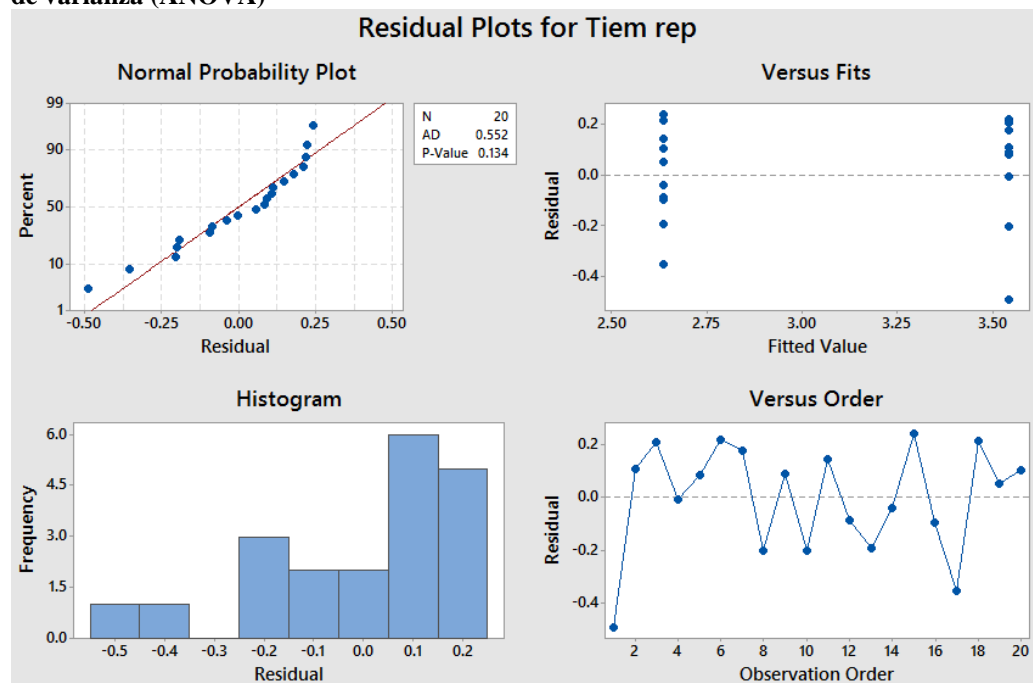 de varianza (ANOVA)
Residual Plots for Tiem rep
Normal Probability Plot
99
90
50
10
1
Percent
-0.50 -0.25 0.00 0.25 0.50
Residual
N 20
AD 0.552
P-Value 0.134
Versus Fits
0.2
0.0
-0.2
-0.4
Residual
2.50 2.75 3.00 3.25 3.50
Fitted Value
Histogram
6.0
4.5
3.0
1.5
0.0
Frequency
-0.5 -0.4 -0.3 -0.2 -0.1 0.0 0.1 0.2
Residual
Versus Order
0.2
0.0
-0.2
-0.4
Residual
2 4 6 8 10 12 14 16 18 20
Observation Order